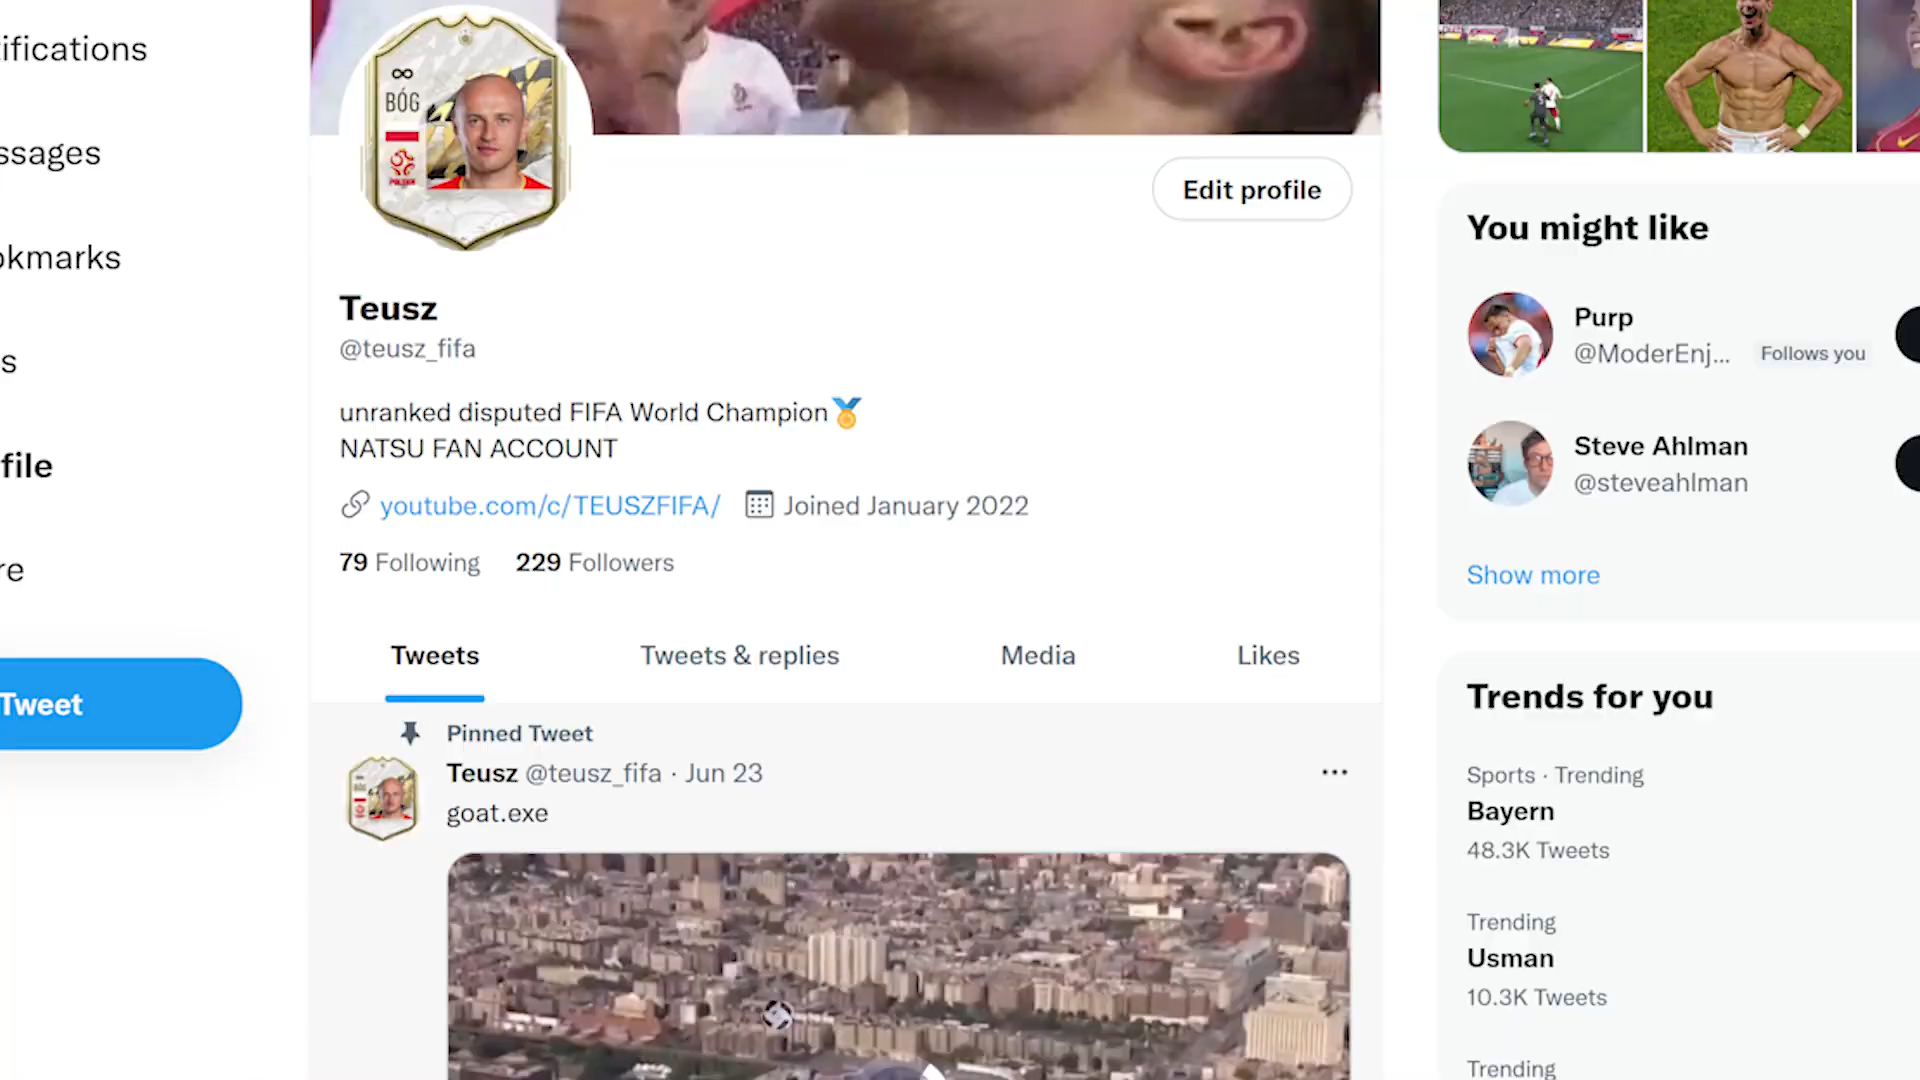 ifications
ssages
okmarks
s
file
re
Tweet
∞
BÓG
POLSKA
Edit profile
Teusz
@teusz_fifa
unranked disputed FIFA World Champion🏅
NATSU FAN ACCOUNT
youtube.com/c/TEUSZFIFA/ Joined January 2022
79 Following 229 Followers
Tweets Tweets & replies Media Likes
Pinned Tweet
Teusz @teusz_fifa · Jun 23
goat.exe
You might like
Purp
@ModerEnj... Follows you
Steve Ahlman
@steveahlman
Show more
Trends for you
Sports · Trending
Bayern
48.3K Tweets
Trending
Usman
10.3K Tweets
Trending